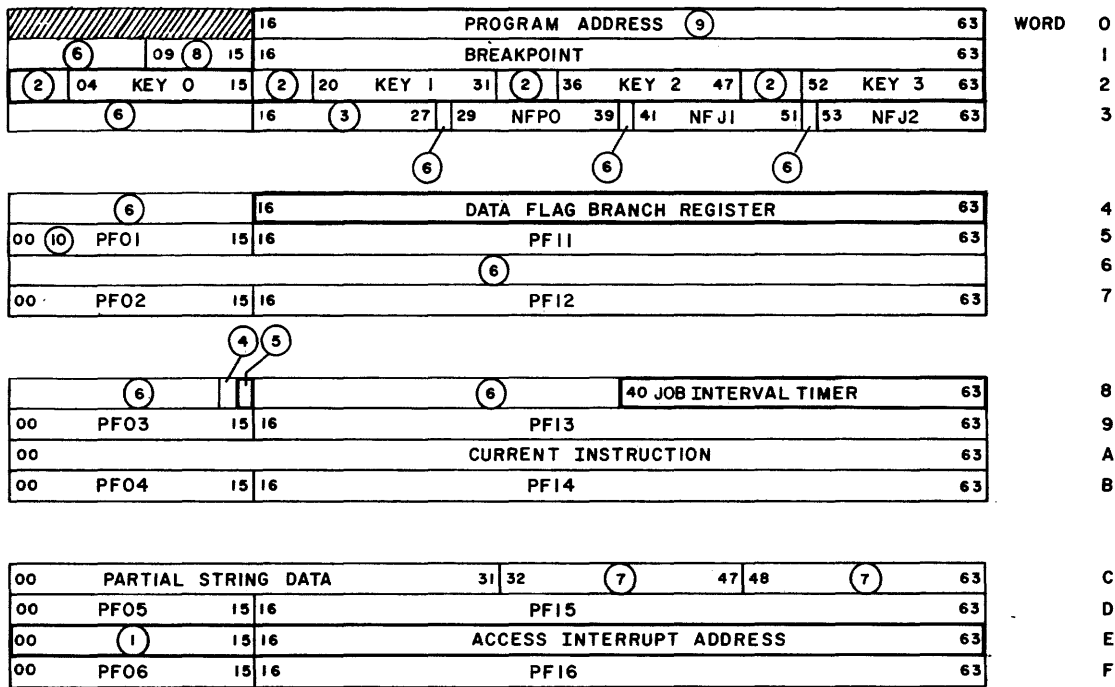 16 PROGRAM ADDRESS 9 63 WORD 0
6 09 8 15 16 BREAKPOINT 63 1
2 04 KEY 0 15 2 20 KEY 1 31 2 36 KEY 2 47 2 52 KEY 3 63 2
6 16 3 27 29 NFPO 39 41 NFJ1 51 53 NFJ2 63 3
6 6 6
6 16 DATA FLAG BRANCH REGISTER 63 4
00 10 PF01 15 16 PF11 63 5
6 6
00 PF02 15 16 PF12 63 7
4 5
6 6 40 JOB INTERVAL TIMER 63 8
00 PF03 15 16 PF13 63 9
00 CURRENT INSTRUCTION 63 A
00 PF04 15 16 PF14 63 B
00 PARTIAL STRING DATA 31 32 7 47 48 7 63 C
00 PF05 15 16 PF15 63 D
00 1 15 16 ACCESS INTERRUPT ADDRESS 63 E
00 PF06 15 16 PF16 63 F